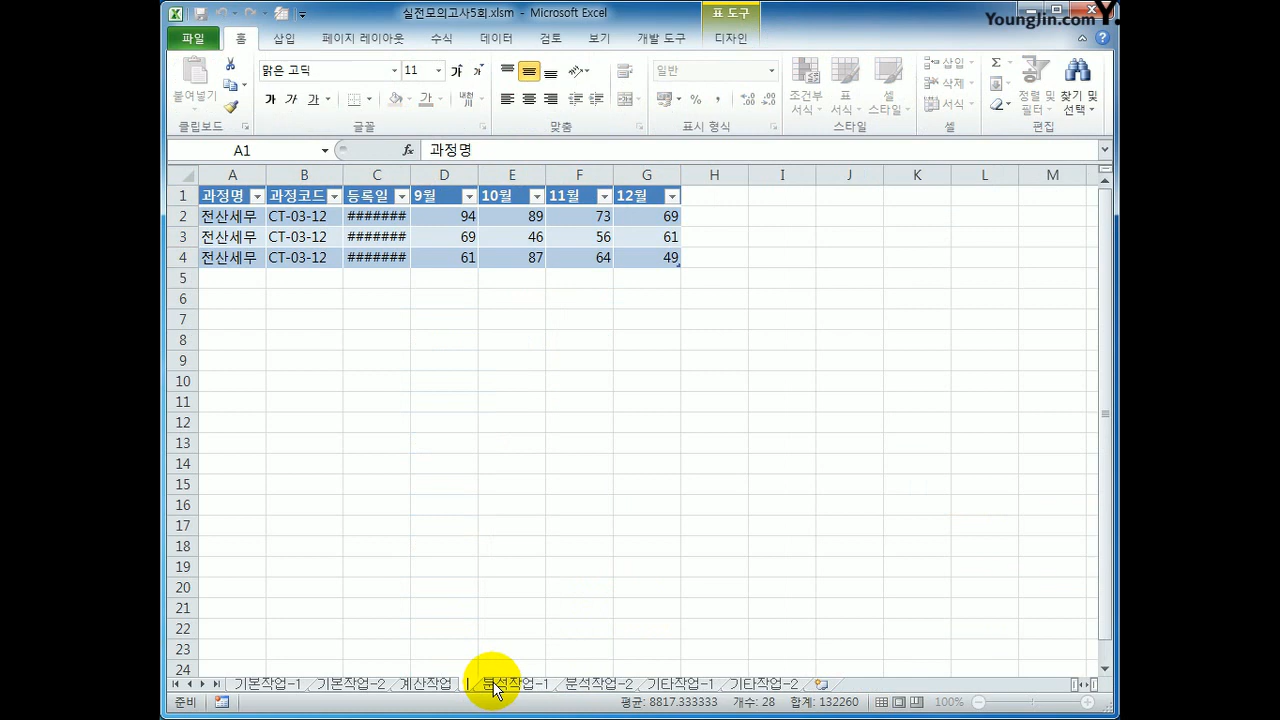 실전모의고사5회.xlsm - Microsoft Excel
표 도구
YoungJin.com Y.
파일 홈 삽입 페이지 레이아웃 수식 데이터 검토 보기 개발 도구 디자인
맑은 고딕 11
일반
붙여넣기
가 가 가
조건부 서식
표 서식
셀 스타일
삽입
삭제
서식
정렬 및 필터
찾기 및 선택
클립보드 글꼴 맞춤 표시 형식 스타일 셀 편집
A1 fx 과정명
A B C D E F G H I J K L M
1 과정명 과정코드 등록일 9월 10월 11월 12월
2 전산세무 CT-03-12 ####### 94 89 73 69
3 전산세무 CT-03-12 ####### 69 46 56 61
4 전산세무 CT-03-12 ####### 61 87 64 49
5
6
7
8
9
10
11
12
13
14
15
16
17
18
19
20
21
22
23
24
기본작업-1 기본작업-2 계산작업 분석작업-1 분석작업-2 기타작업-1 기타작업-2
준비 평균: 8817.333333 개수: 28 합계: 132260 100%